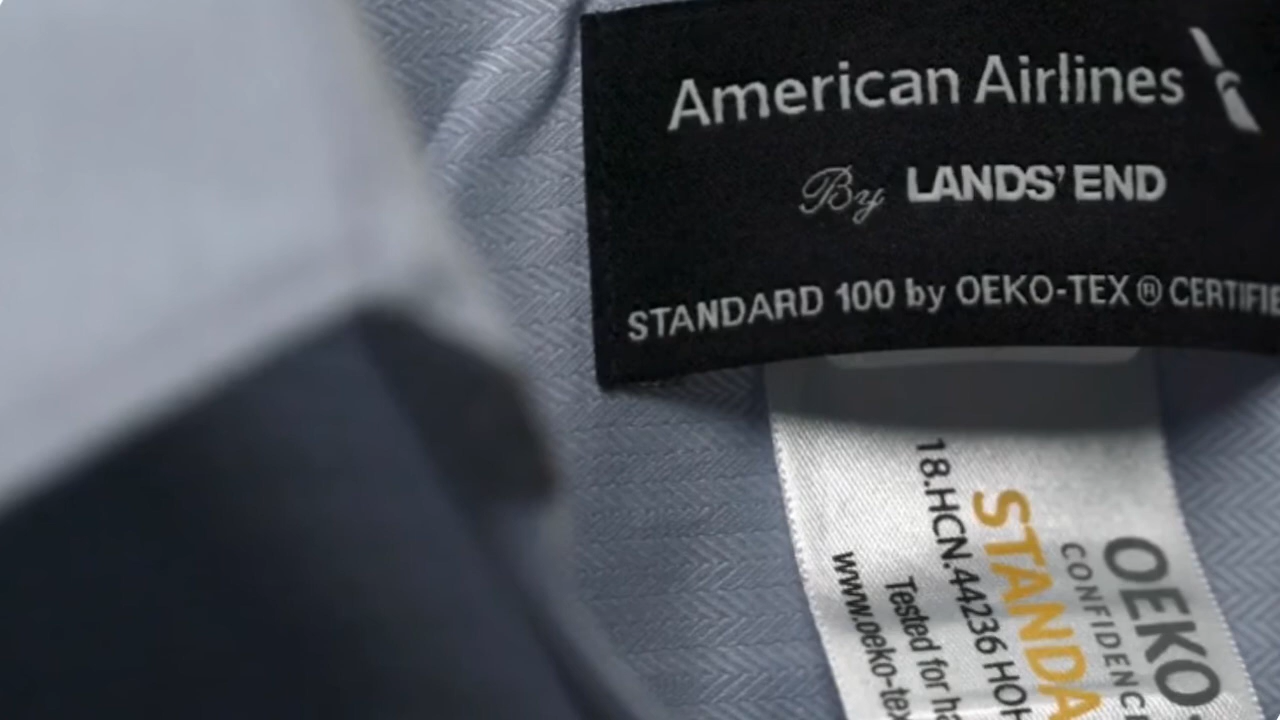 American Airlines
By LANDS' END
STANDARD 100 by OEKO-TEX® CERTIFIE
OEKO
CONFIDENC
STANDA
18.HCN.44236 HOH
Tested for ha
www.oeko-tex